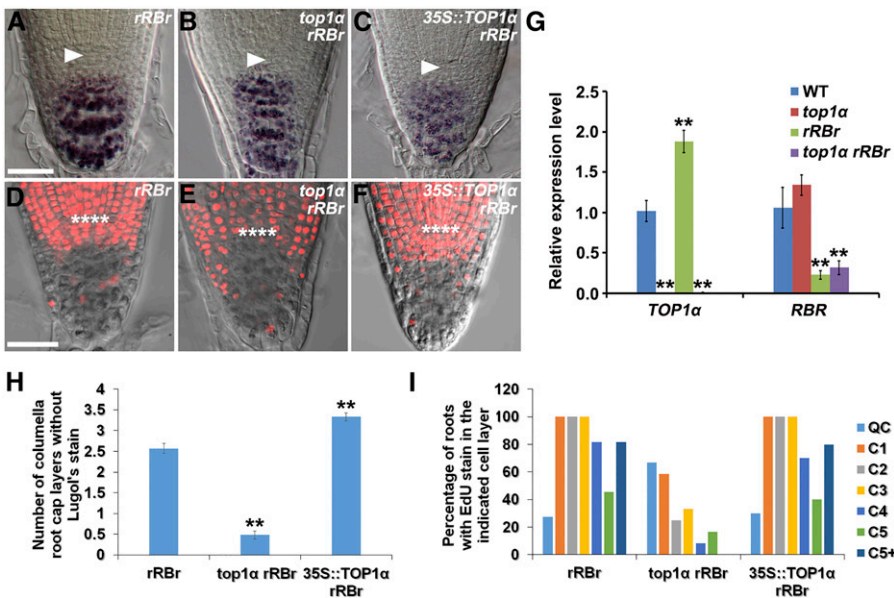 A
rRBr
B
top1α
rRBr
C
35S::TOP1α
rRBr
D
rRBr
****
E
top1α
rRBr
****
F
35S::TOP1α
rRBr
****
G
Relative expression level
2.5
2.0
1.5
1.0
0.5
0.0
WT
top1α
rRBr
top1α rRBr
**
**
**
**
**
TOP1α
RBR
H
Number of columella
root cap layers without
Lugol's stain
4
3.5
3
2.5
2
1.5
1
0.5
0
**
**
rRBr
top1α rRBr
35S::TOP1α
rRBr
I
Percentage of roots
with EdU stain in the
indicated cell layer
120
100
80
60
40
20
0
rRBr
top1α rRBr
35S::TOP1α
rRBr
QC
C1
C2
C3
C4
C5
C5+